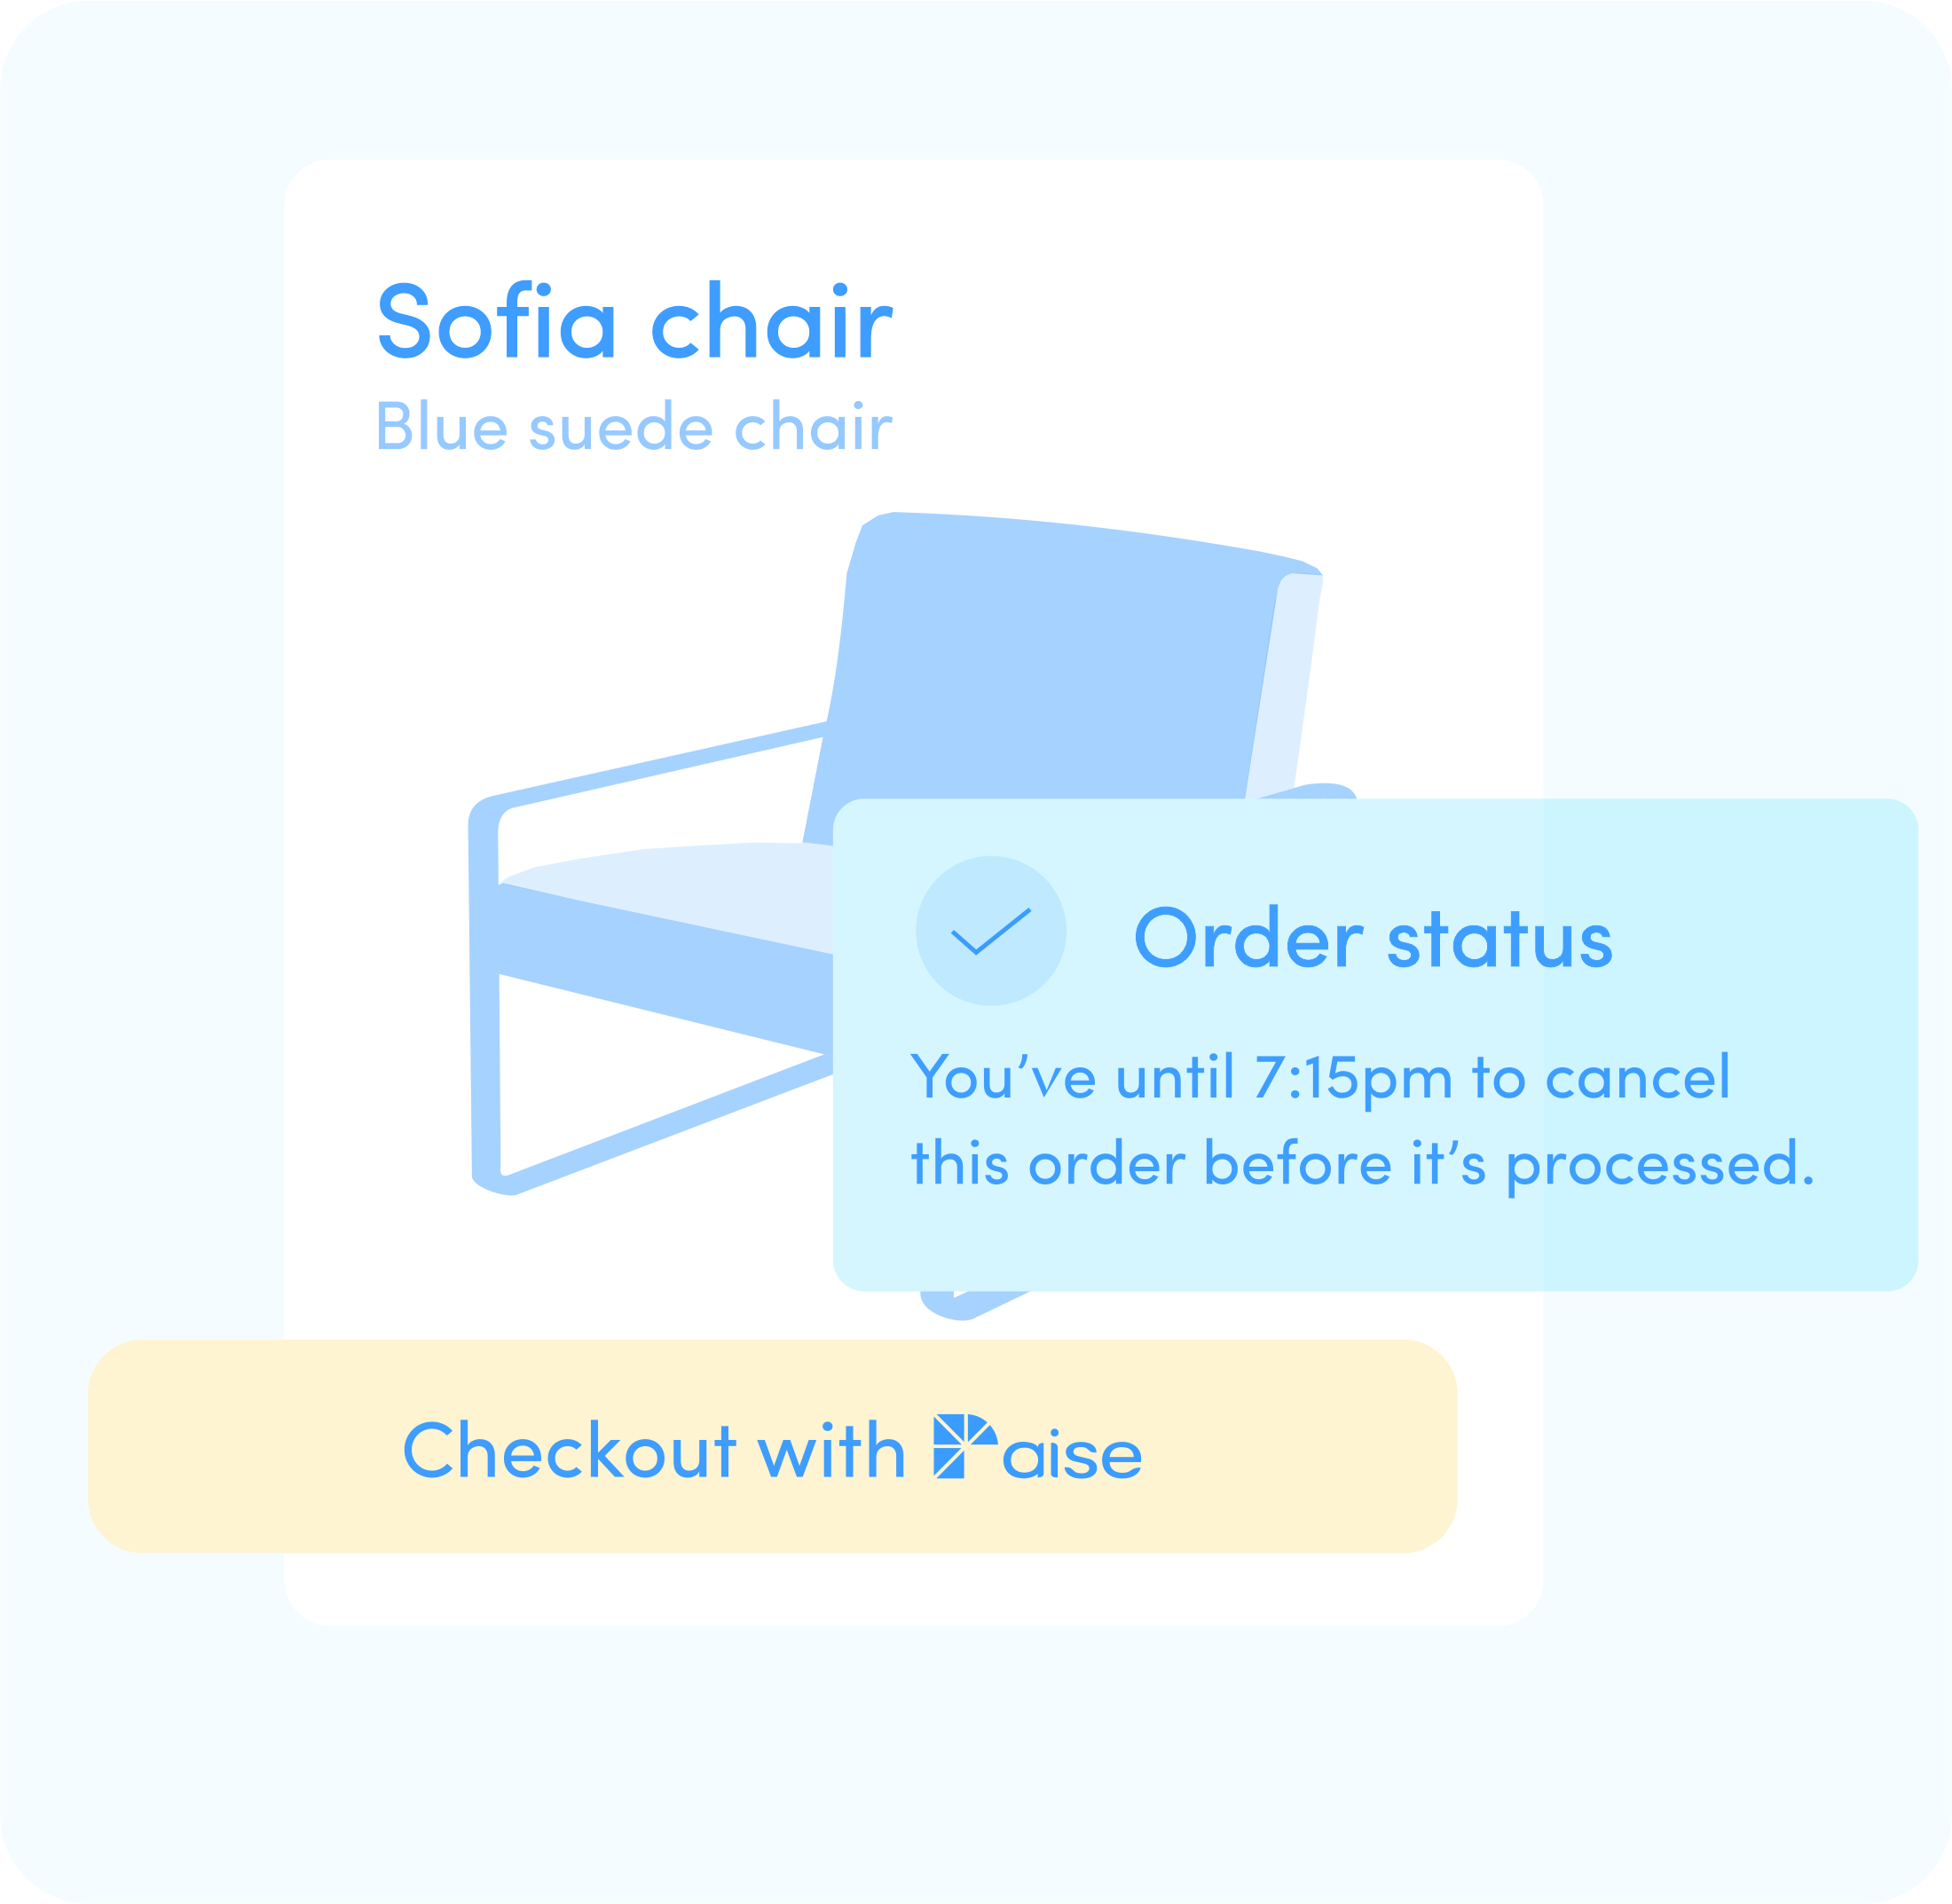 Sofia chair
Blue suede chair
Order status
You’ve until 7:15pm to cancel
this order before it’s processed.
Checkout with Daise